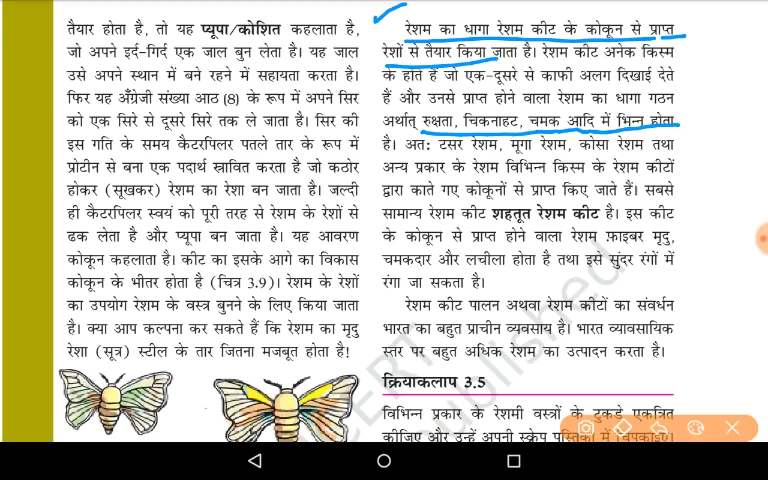 तैयार होता है, तो यह प्यूपा/कोशित कहलाता है,
जो अपने इर्द-गिर्द एक जाल बुन लेता है। यह जाल
उसे अपने स्थान में बने रहने में सहायता करता है।
फिर यह अँग्रेजी संख्या आठ (8) के रूप में अपने सिर
को एक सिरे से दूसरे सिरे तक ले जाता है। सिर की
इस गति के समय कैटरपिलर पतले तार के रूप में
प्रोटीन से बना एक पदार्थ स्रावित करता है जो कठोर
होकर (सूखकर) रेशम का रेशा बन जाता है। जल्दी
ही कैटरपिलर स्वयं को पूरी तरह से रेशम के रेशों से
ढक लेता है और प्यूपा बन जाता है। यह आवरण
कोकून कहलाता है। कीट का इसके आगे का विकास
कोकून के भीतर होता है (चित्र 3.9)। रेशम के रेशों
का उपयोग रेशम के वस्त्र बुनने के लिए किया जाता
है। क्या आप कल्पना कर सकते हैं कि रेशम का मृदु
रेशा (सूत्र) स्टील के तार जितना मजबूत होता है!
रेशम का धागा रेशम कीट के कोकून से प्राप्त
रेशों से तैयार किया जाता है। रेशम कीट अनेक किस्म
के होते हैं जो एक-दूसरे से काफी अलग दिखाई देते
हैं और उनसे प्राप्त होने वाला रेशम का धागा गठन
अर्थात् रुक्षता, चिकनाहट, चमक आदि में भिन्न होता
है। अत: टसर रेशम, मूगा रेशम, कोसा रेशम तथा
अन्य प्रकार के रेशम विभिन्न किस्म के रेशम कीटों
द्वारा काते गए कोकूनों से प्राप्त किए जाते हैं। सबसे
सामान्य रेशम कीट शहतूत रेशम कीट है। इस कीट
के कोकून से प्राप्त होने वाला रेशम फ़ाइबर मृदु,
चमकदार और लचीला होता है तथा इसे सुंदर रंगों में
रंगा जा सकता है।
रेशम कीट पालन अथवा रेशम कीटों का संवर्धन
भारत का बहुत प्राचीन व्यवसाय है। भारत व्यावसायिक
स्तर पर बहुत अधिक रेशम का उत्पादन करता है।
क्रियाकलाप 3.5
विभिन्न प्रकार के रेशमी वस्त्रों के टुकड़े एकत्रित
कीजिए और उन्हें अपनी स्क्रैप पुस्तिका में चिपकाइए।